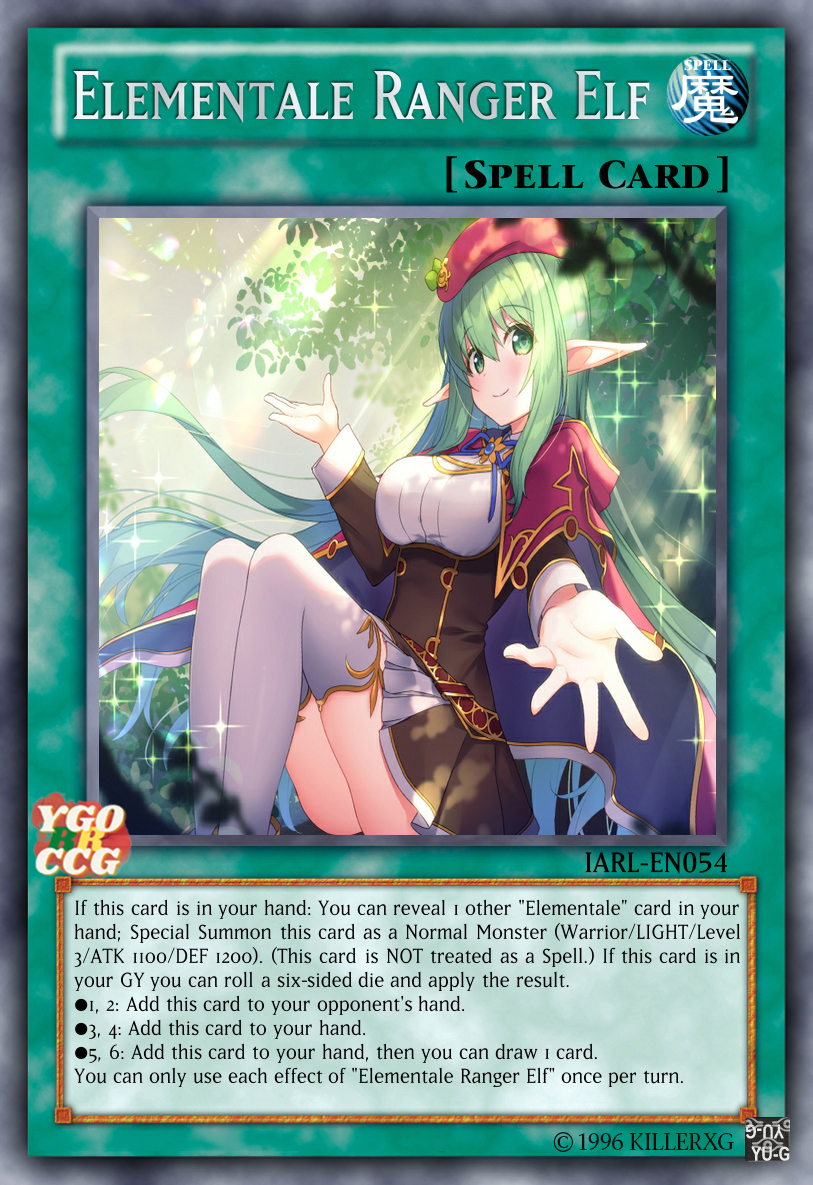 ELEMENTALE RANGER ELF
SPELL
魔
[SPELL CARD]
YGO
CCG
IARL-EN054
If this card is in your hand: You can reveal 1 other "Elementale" card in your
hand; Special Summon this card as a Normal Monster (Warrior/LIGHT/Level
3/ATK 1100/DEF 1200). (This card is NOT treated as a Spell.) If this card is in
your GY you can roll a six-sided die and apply the result.
●1, 2: Add this card to your opponent's hand.
●3, 4: Add this card to your hand.
●5, 6: Add this card to your hand, then you can draw 1 card.
You can only use each effect of "Elementale Ranger Elf" once per turn.
© 1996 KILLERXG
YU-G